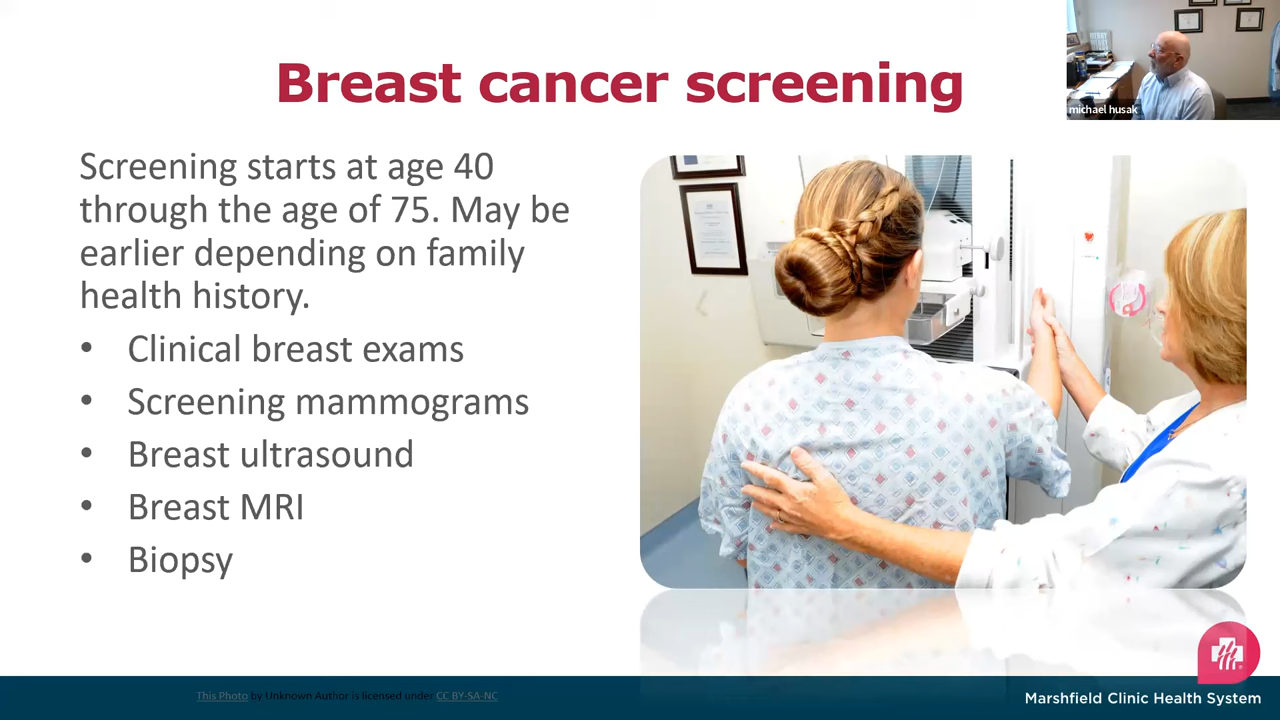 Breast cancer screening
michael husak
Screening starts at age 40
through the age of 75. May be
earlier depending on family
health history.
• Clinical breast exams
• Screening mammograms
• Breast ultrasound
• Breast MRI
• Biopsy
This Photo by Unknown Author is licensed under CC BY-SA-NC
Marshfield Clinic Health System